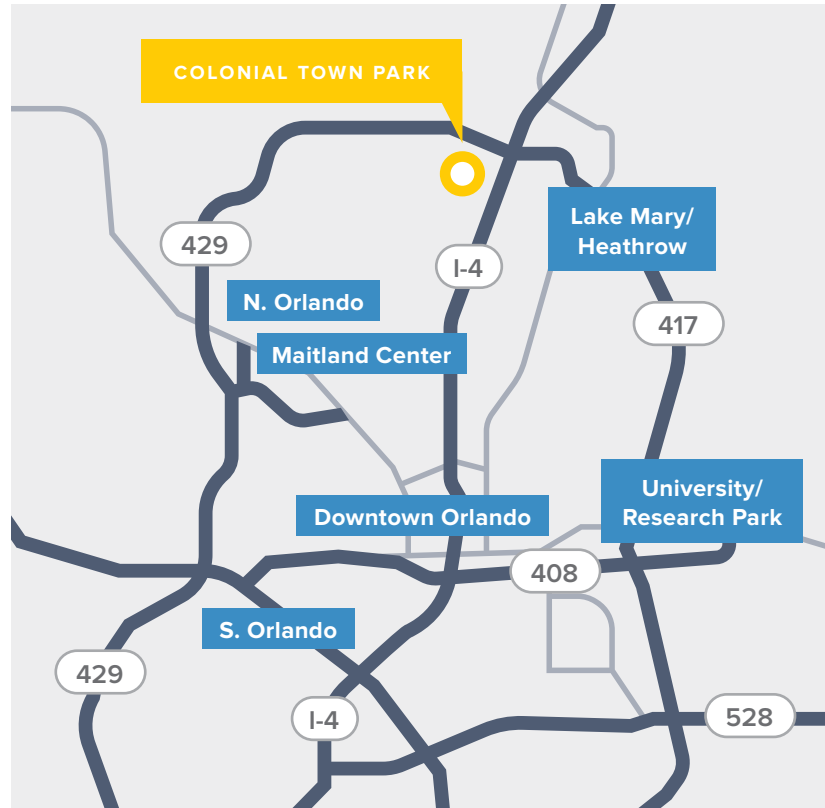 COLONIAL TOWN PARK
Lake Mary/
Heathrow
429
I-4
N. Orlando
417
Maitland Center
University/
Research Park
Downtown Orlando
408
S. Orlando
429
I-4
528